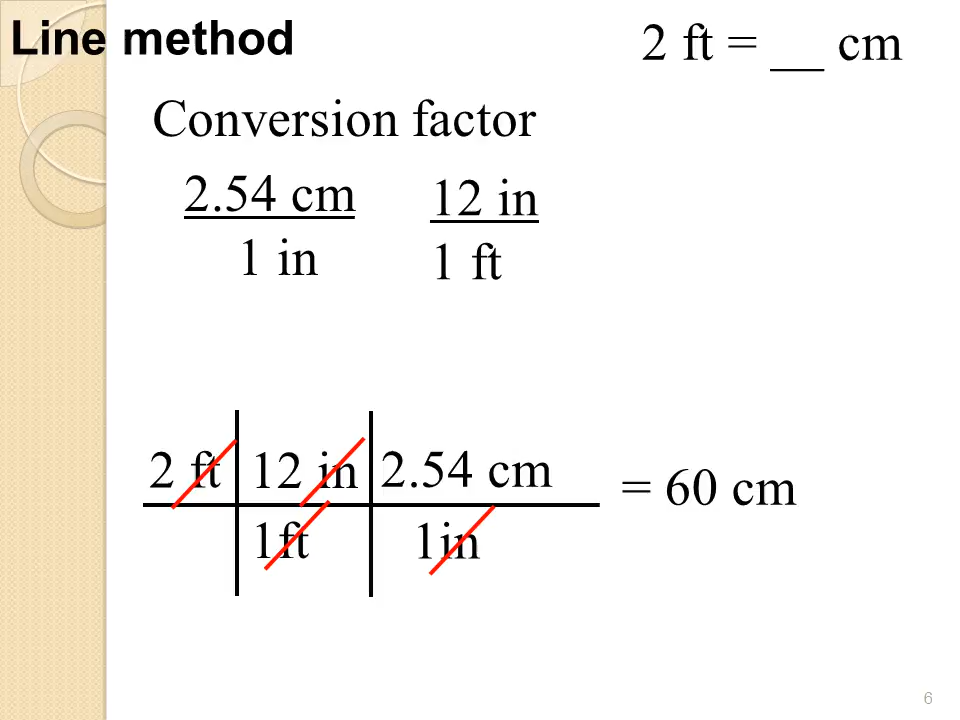 Line method
2 ft = __ cm
Conversion factor
2.54 cm
1 in
12 in
1 ft
2 ft 12 in 2.54 cm
1ft 1in
= 60 cm
6